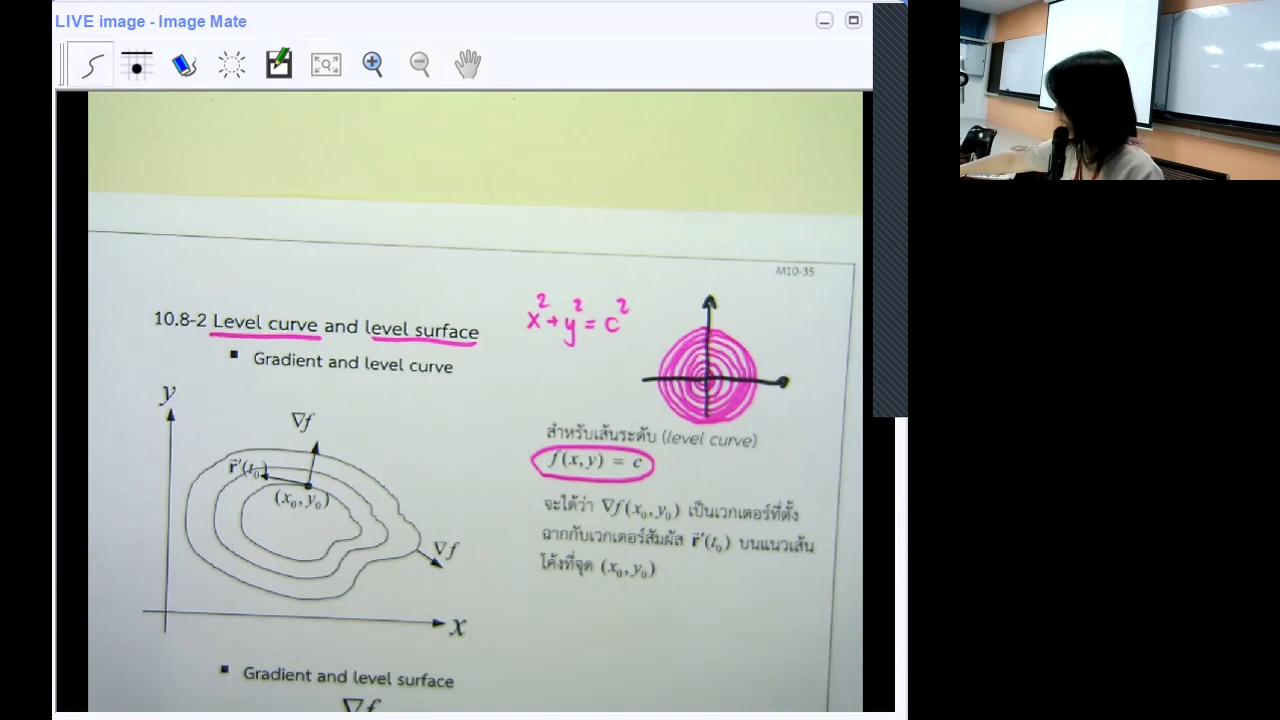 LIVE image - Image Mate
M10-35
10.8-2 Level curve and level surface
x² + y² = c²
▪ Gradient and level curve
y
∇f
r⃗′(t₀)
(x₀, y₀)
∇f
x
สำหรับเส้นระดับ (level curve)
f(x, y) = c
จะได้ว่า ∇f(x₀, y₀) เป็นเวกเตอร์ที่ตั้ง
ฉากกับเวกเตอร์สัมผัส r⃗′(t₀) บนแนวเส้น
โค้งที่จุด (x₀, y₀)
▪ Gradient and level surface
∇f